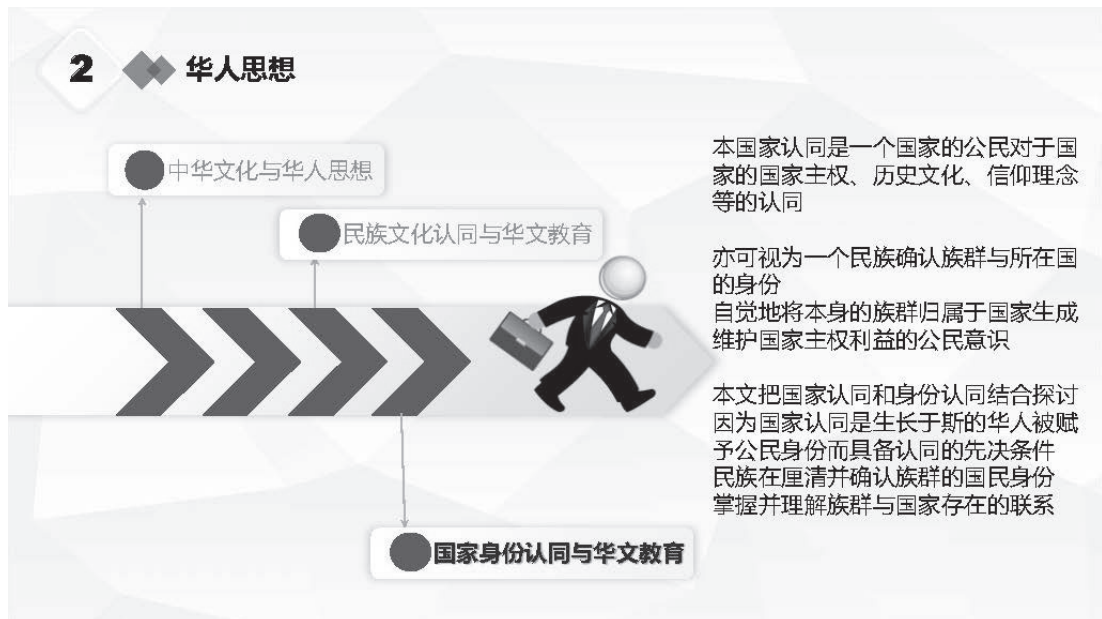 2
华人思想
中华文化与华人思想
民族文化认同与华文教育
国家身份认同与华文教育
本国家认同是一个国家的公民对于国
家的国家主权、历史文化、信仰理念
等的认同
亦可视为一个民族确认族群与所在国
的身份
自觉地将本身的族群归属于国家生成
维护国家主权利益的公民意识
本文把国家认同和身份认同结合探讨
因为国家认同是生长于斯的华人被赋
予公民身份而具备认同的先决条件
民族在厘清并确认族群的国民身份
掌握并理解族群与国家存在的联系